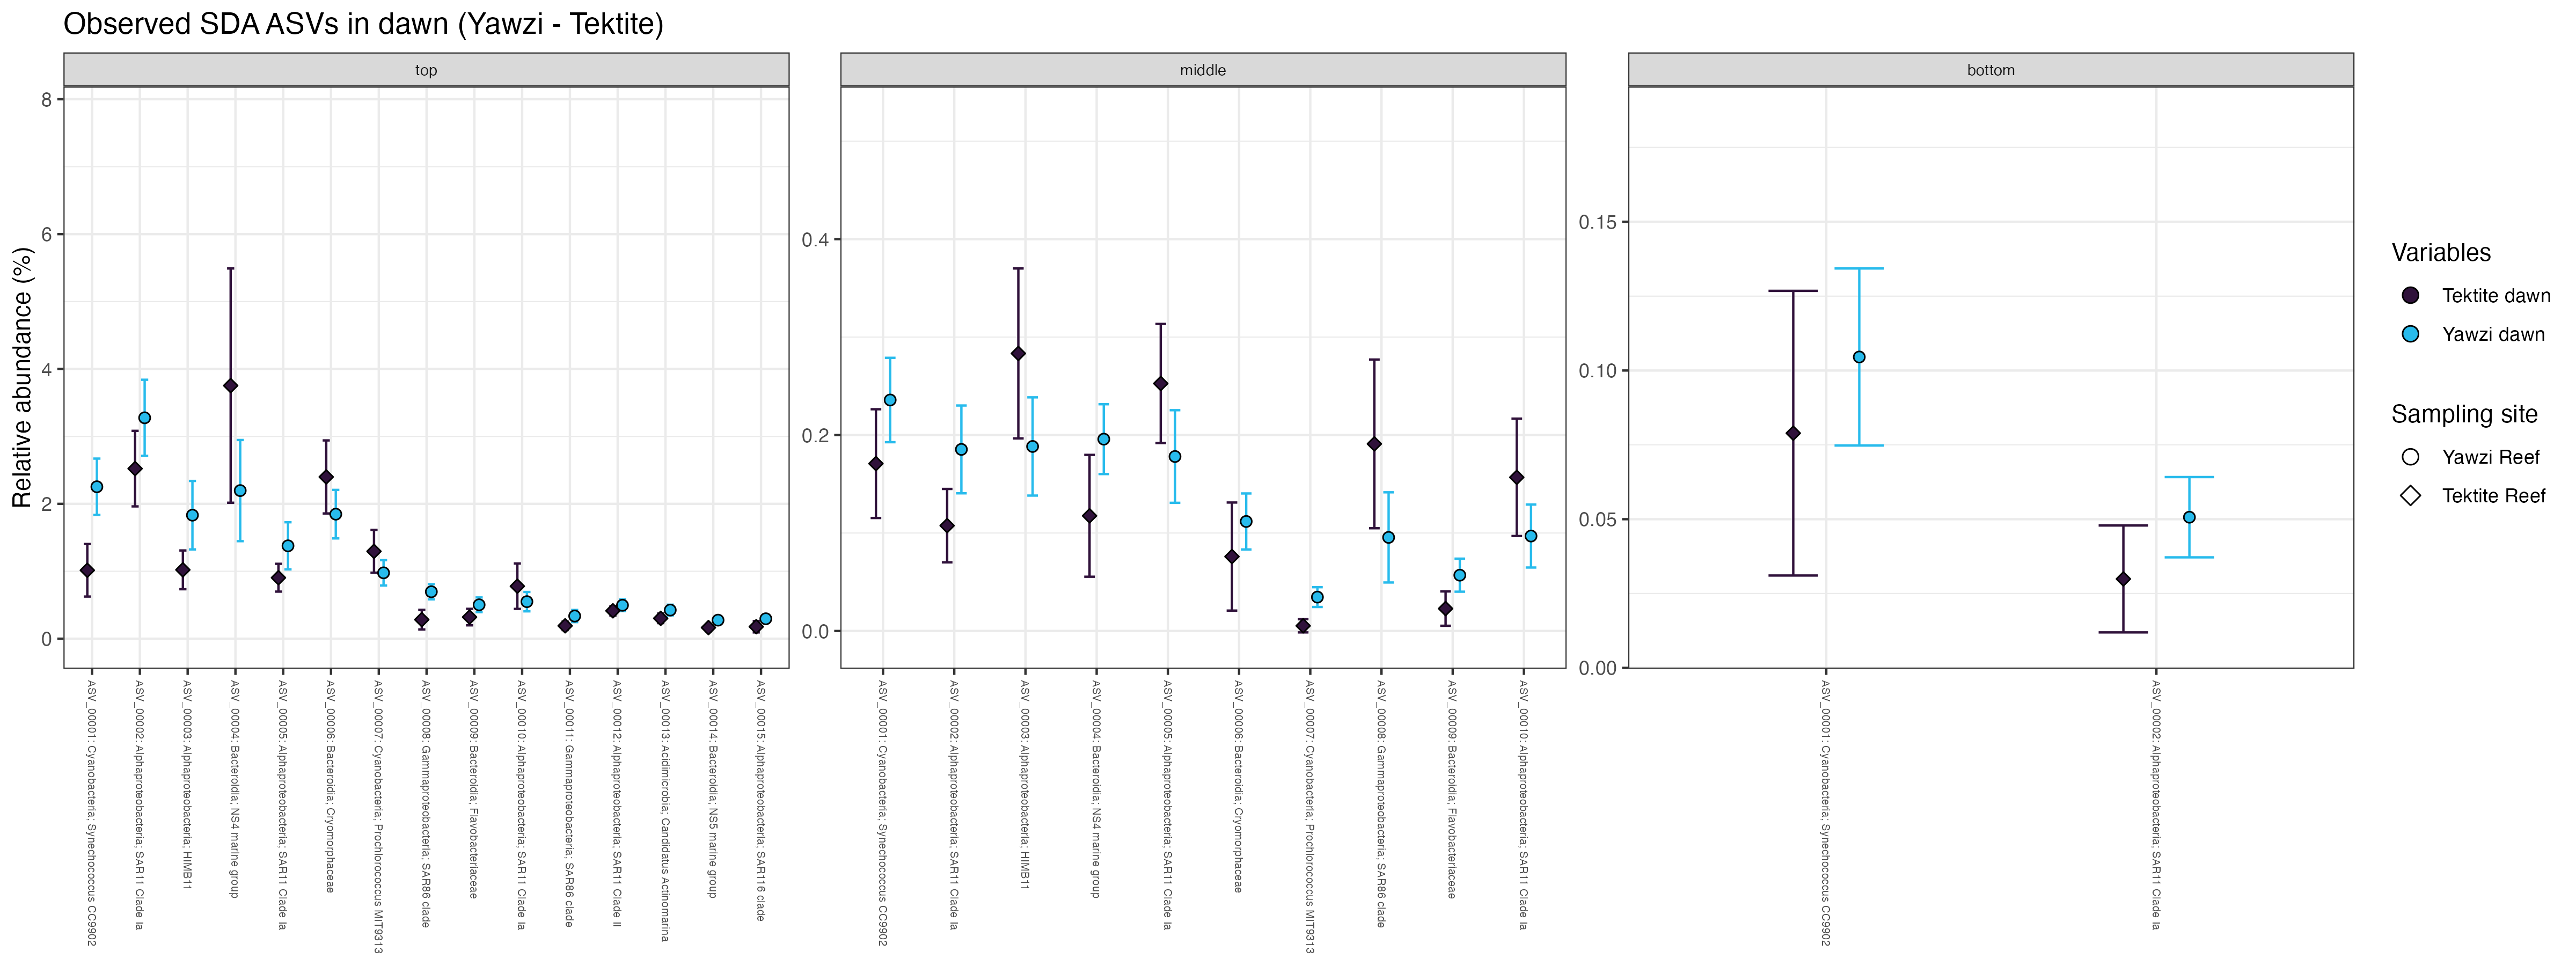 Observed SDA ASVs in dawn (Yawzi - Tektite)
top
middle
bottom
Relative abundance (%)
8
6
4
2
0
0.4
0.2
0.0
0.15
0.10
0.05
0.00
ASV_00001: Cyanobacteria; Synechococcus CC9902
ASV_00002: Alphaproteobacteria; SAR11 Clade Ia
ASV_00003: Alphaproteobacteria; HIMB11
ASV_00004: Bacteroidia; NS4 marine group
ASV_00005: Alphaproteobacteria; SAR11 Clade Ia
ASV_00006: Bacteroidia; Cryomorphaceae
ASV_00007: Cyanobacteria; Prochlorococcus MIT9313
ASV_00008: Gammaproteobacteria; SAR86 clade
ASV_00009: Bacteroidia; Flavobacteriaceae
ASV_00010: Alphaproteobacteria; SAR11 Clade Ia
ASV_00011: Gammaproteobacteria; SAR86 clade
ASV_00012: Alphaproteobacteria; SAR11 Clade II
ASV_00013: Acidimicrobia; Candidatus Actinomarina
ASV_00014: Bacteroidia; NS5 marine group
ASV_00015: Alphaproteobacteria; SAR116 clade
ASV_00001: Cyanobacteria; Synechococcus CC9902
ASV_00002: Alphaproteobacteria; SAR11 Clade Ia
ASV_00003: Alphaproteobacteria; HIMB11
ASV_00004: Bacteroidia; NS4 marine group
ASV_00005: Alphaproteobacteria; SAR11 Clade Ia
ASV_00006: Bacteroidia; Cryomorphaceae
ASV_00007: Cyanobacteria; Prochlorococcus MIT9313
ASV_00008: Gammaproteobacteria; SAR86 clade
ASV_00009: Bacteroidia; Flavobacteriaceae
ASV_00010: Alphaproteobacteria; SAR11 Clade Ia
ASV_00001: Cyanobacteria; Synechococcus CC9902
ASV_00002: Alphaproteobacteria; SAR11 Clade Ia
Variables
Tektite dawn
Yawzi dawn
Sampling site
Yawzi Reef
Tektite Reef